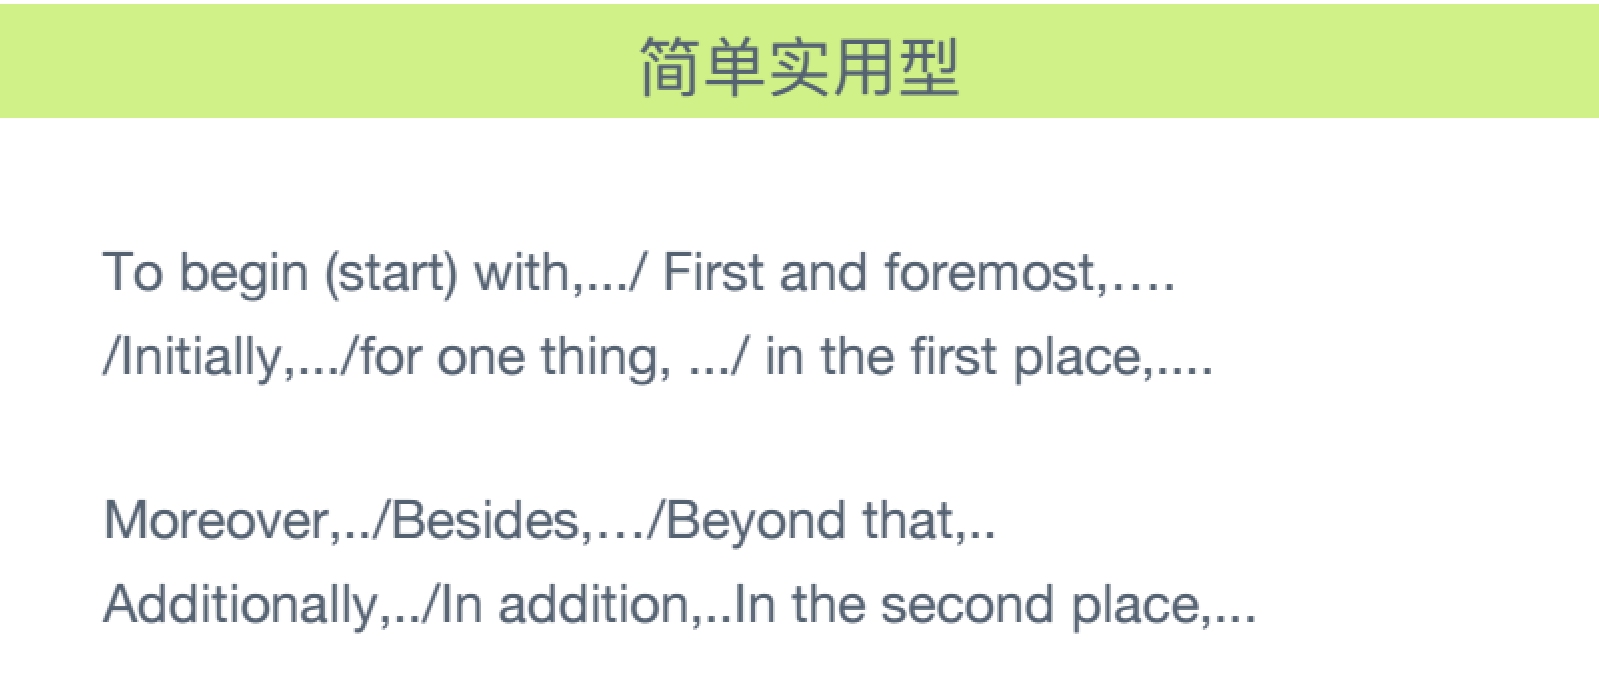 简单实用型
To begin (start) with,.../ First and foremost,....
/Initially,.../for one thing, .../ in the first place,....
Moreover,../Besides,.../Beyond that,..
Additionally,../In addition,..In the second place,...